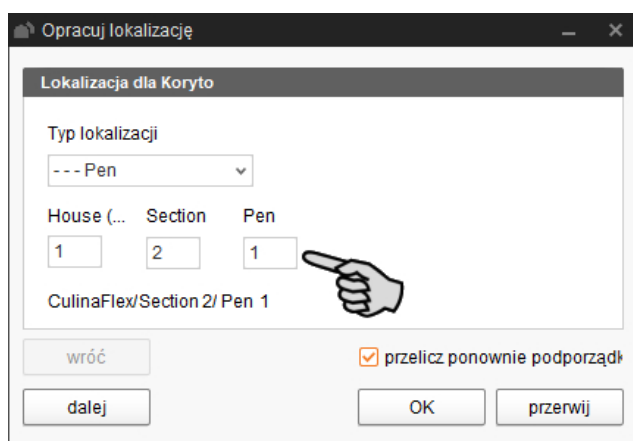 Opracuj lokalizację
Lokalizacja dla Koryto
Typ lokalizacji
--- Pen
House (... Section Pen
1 2 1
CulinaFlex/Section 2/ Pen 1
wróć przelicz ponownie podporządk
dalej OK przerwij